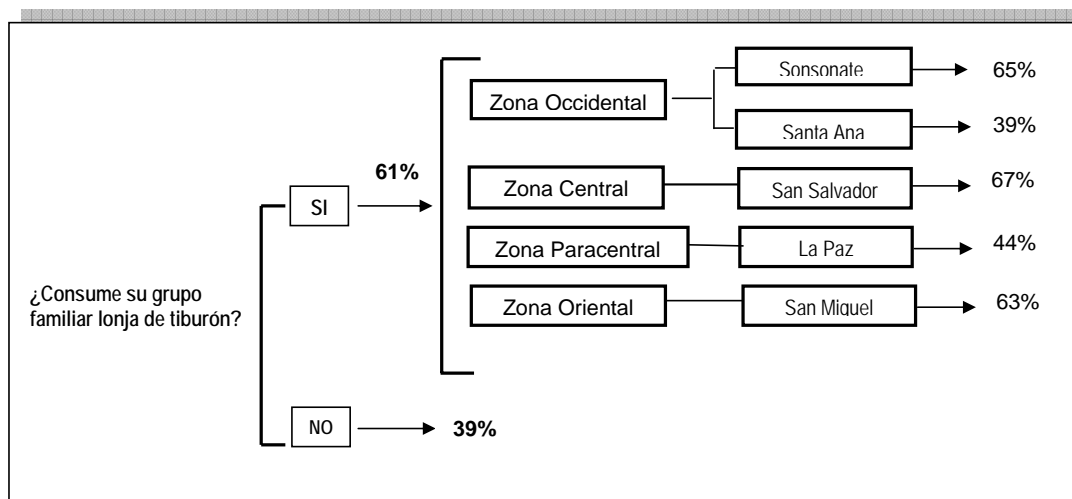 ¿Consume su grupo
familiar lonja de tiburón?
SI
61%
Zona Occidental
Sonsonate
65%
Santa Ana
39%
Zona Central
San Salvador
67%
Zona Paracentral
La Paz
44%
Zona Oriental
San Miguel
63%
NO
39%